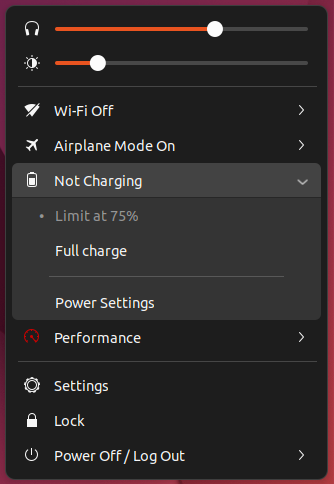 Wi-Fi Off
Airplane Mode On
Not Charging
Limit at 75%
Full charge
Power Settings
Performance
Settings
Lock
Power Off / Log Out